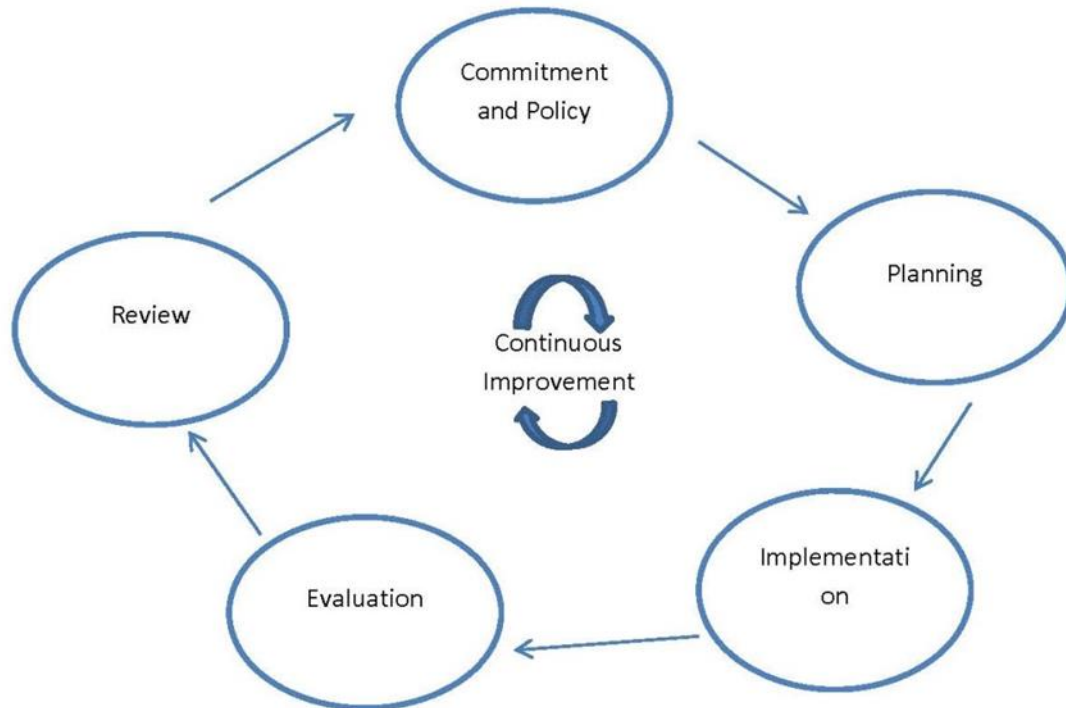 Commitment
and Policy
Planning
Implementati
on
Evaluation
Review
Continuous
Improvement